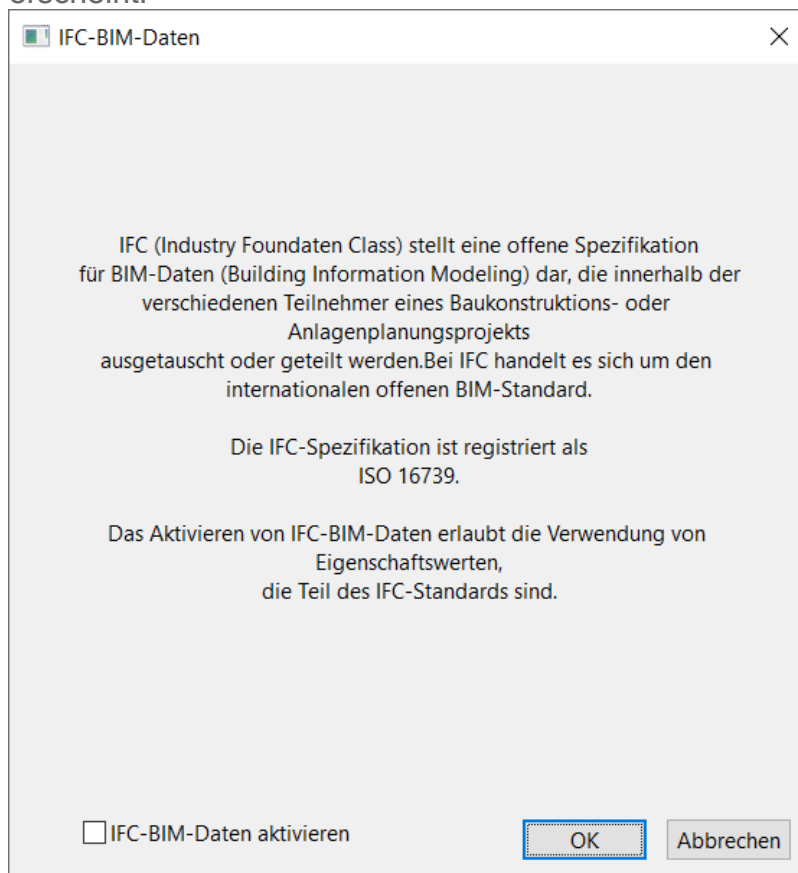 erscheint.
IFC-BIM-Daten
IFC (Industry Foundaten Class) stellt eine offene Spezifikation
für BIM-Daten (Building Information Modeling) dar, die innerhalb der
verschiedenen Teilnehmer eines Baukonstruktions- oder
Anlagenplanungsprojekts
ausgetauscht oder geteilt werden.Bei IFC handelt es sich um den
internationalen offenen BIM-Standard.
Die IFC-Spezifikation ist registriert als
ISO 16739.
Das Aktivieren von IFC-BIM-Daten erlaubt die Verwendung von
Eigenschaftswerten,
die Teil des IFC-Standards sind.
IFC-BIM-Daten aktivieren
OK
Abbrechen